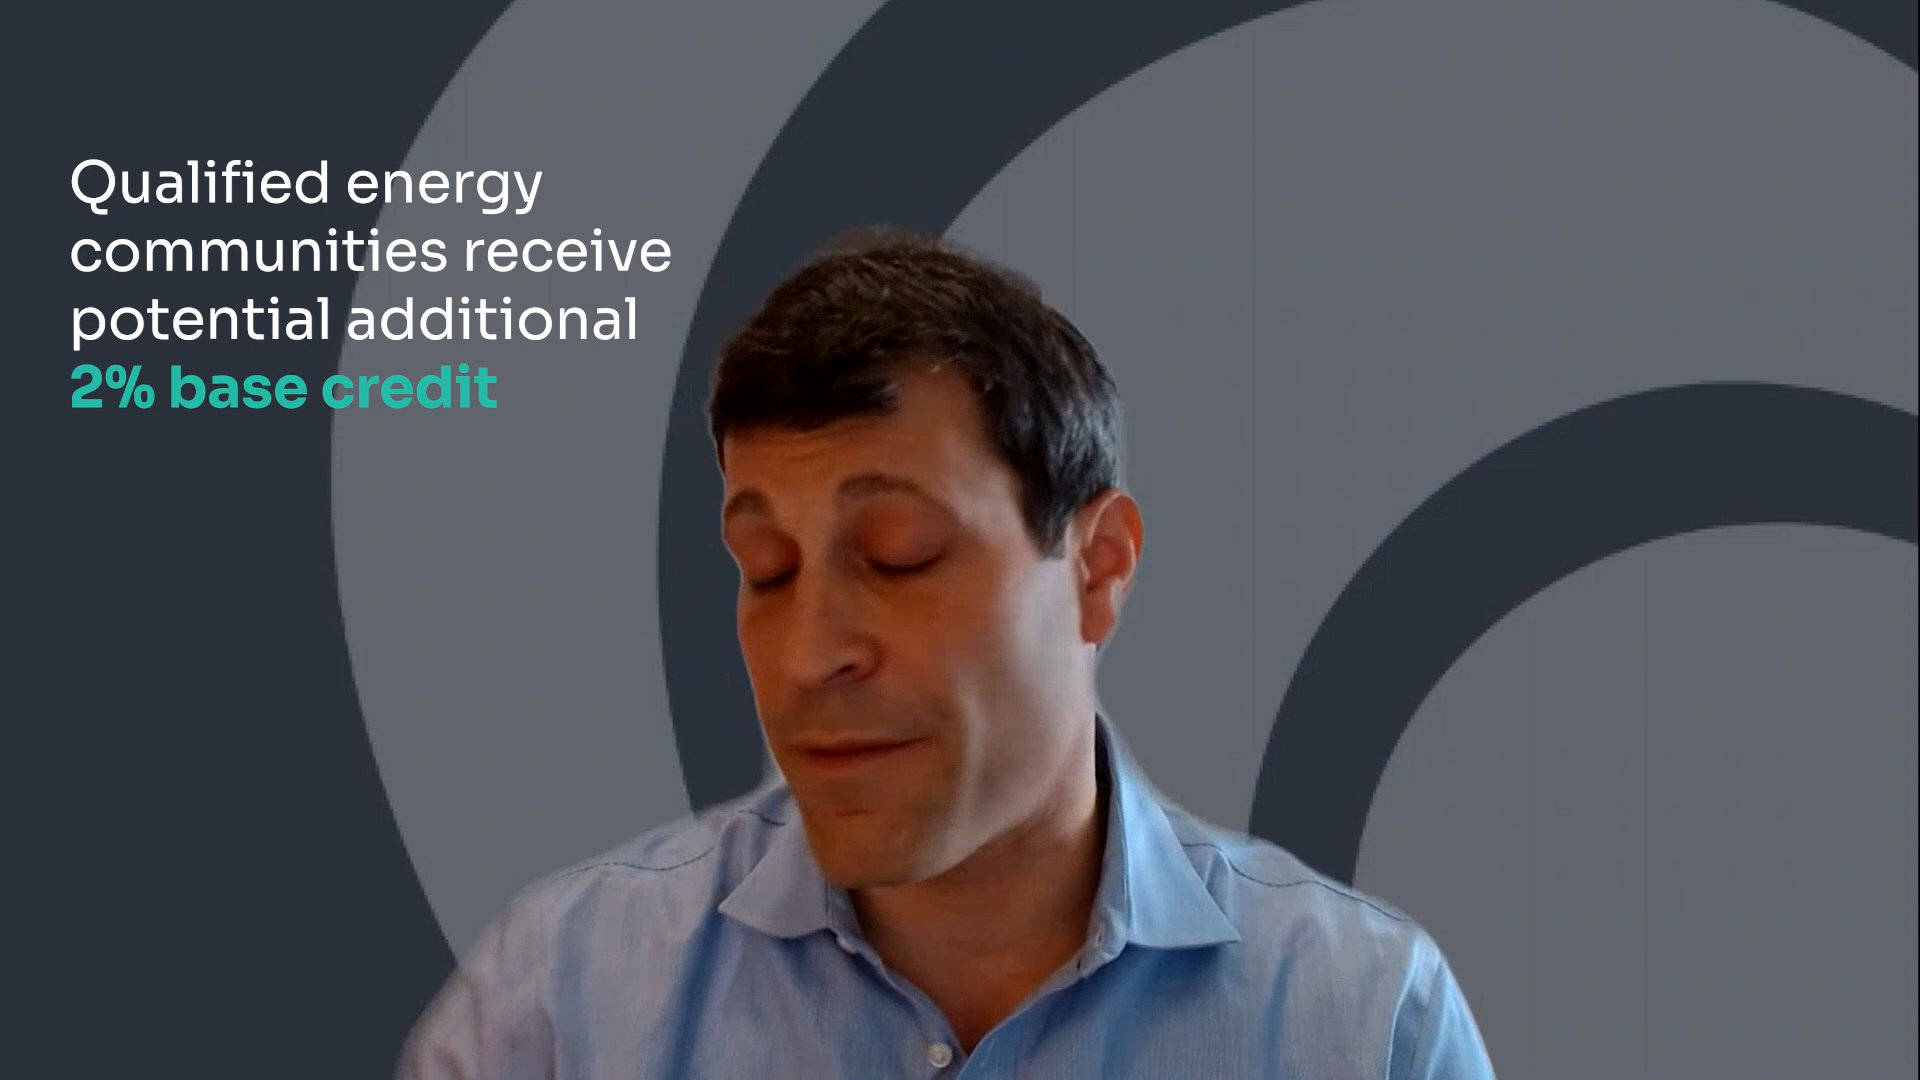 Qualified energy
communities receive
potential additional
2% base credit